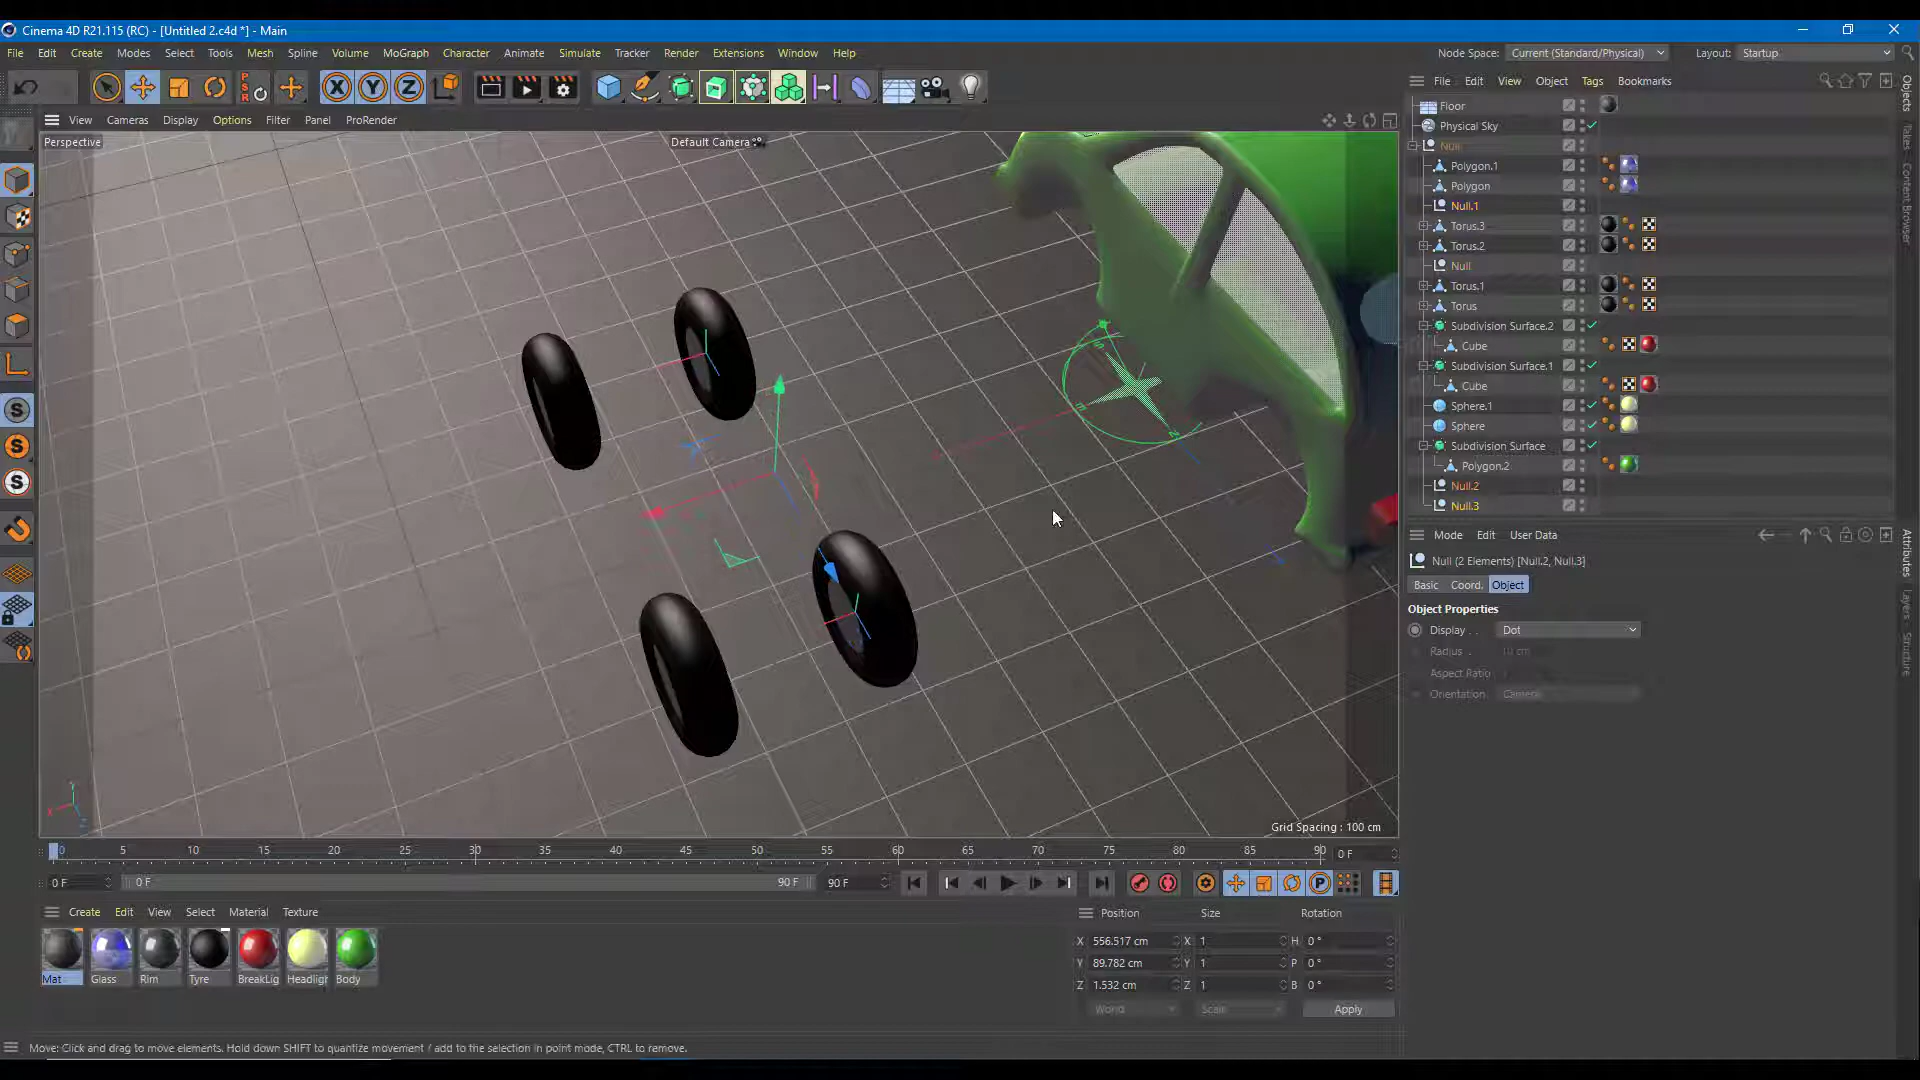 Cinema 4D R21.115 (RC) - [Untitled 2.c4d *] - Main
File Edit Create Modes Select Tools Mesh Spline Volume MoGraph Character Animate Simulate Tracker Render Extensions Window Help
Node Space: Current (Standard/Physical) Layout: Startup
File Edit View Object Tags Bookmarks
View Cameras Display Options Filter Panel ProRender
Perspective
Default Camera
Floor
Physical Sky
Null
Polygon.1
Polygon
Null.1
Torus.3
Torus.2
Null
Torus.1
Torus
Subdivision Surface.2
Cube
Subdivision Surface.1
Cube
Sphere.1
Sphere
Subdivision Surface
Polygon.2
Null.2
Null.3
Objects
Takes
Content Browser
Mode Edit User Data
Null (2 Elements) [Null.2, Null.3]
Basic Coord. Object
Object Properties
Display . . Dot
Radius . 10 cm
Aspect Ratio
Orientation Camera
Attributes
Layers
Structure
Grid Spacing : 100 cm
0 5 10 15 20 25 30 35 40 45 50 55 60 65 70 75 80 85 90 0 F
0 F 0 F 90 F 90 F
Create Edit View Select Material Texture
Mat Glass Rim Tyre BreakLig Headligh Body
Position Size Rotation
X 556.517 cm X 1 H 0 °
Y 89.782 cm Y 1 P 0 °
Z 1.532 cm Z 1 B 0 °
World Scale Apply
Move: Click and drag to move elements. Hold down SHIFT to quantize movement / add to the selection in point mode, CTRL to remove.